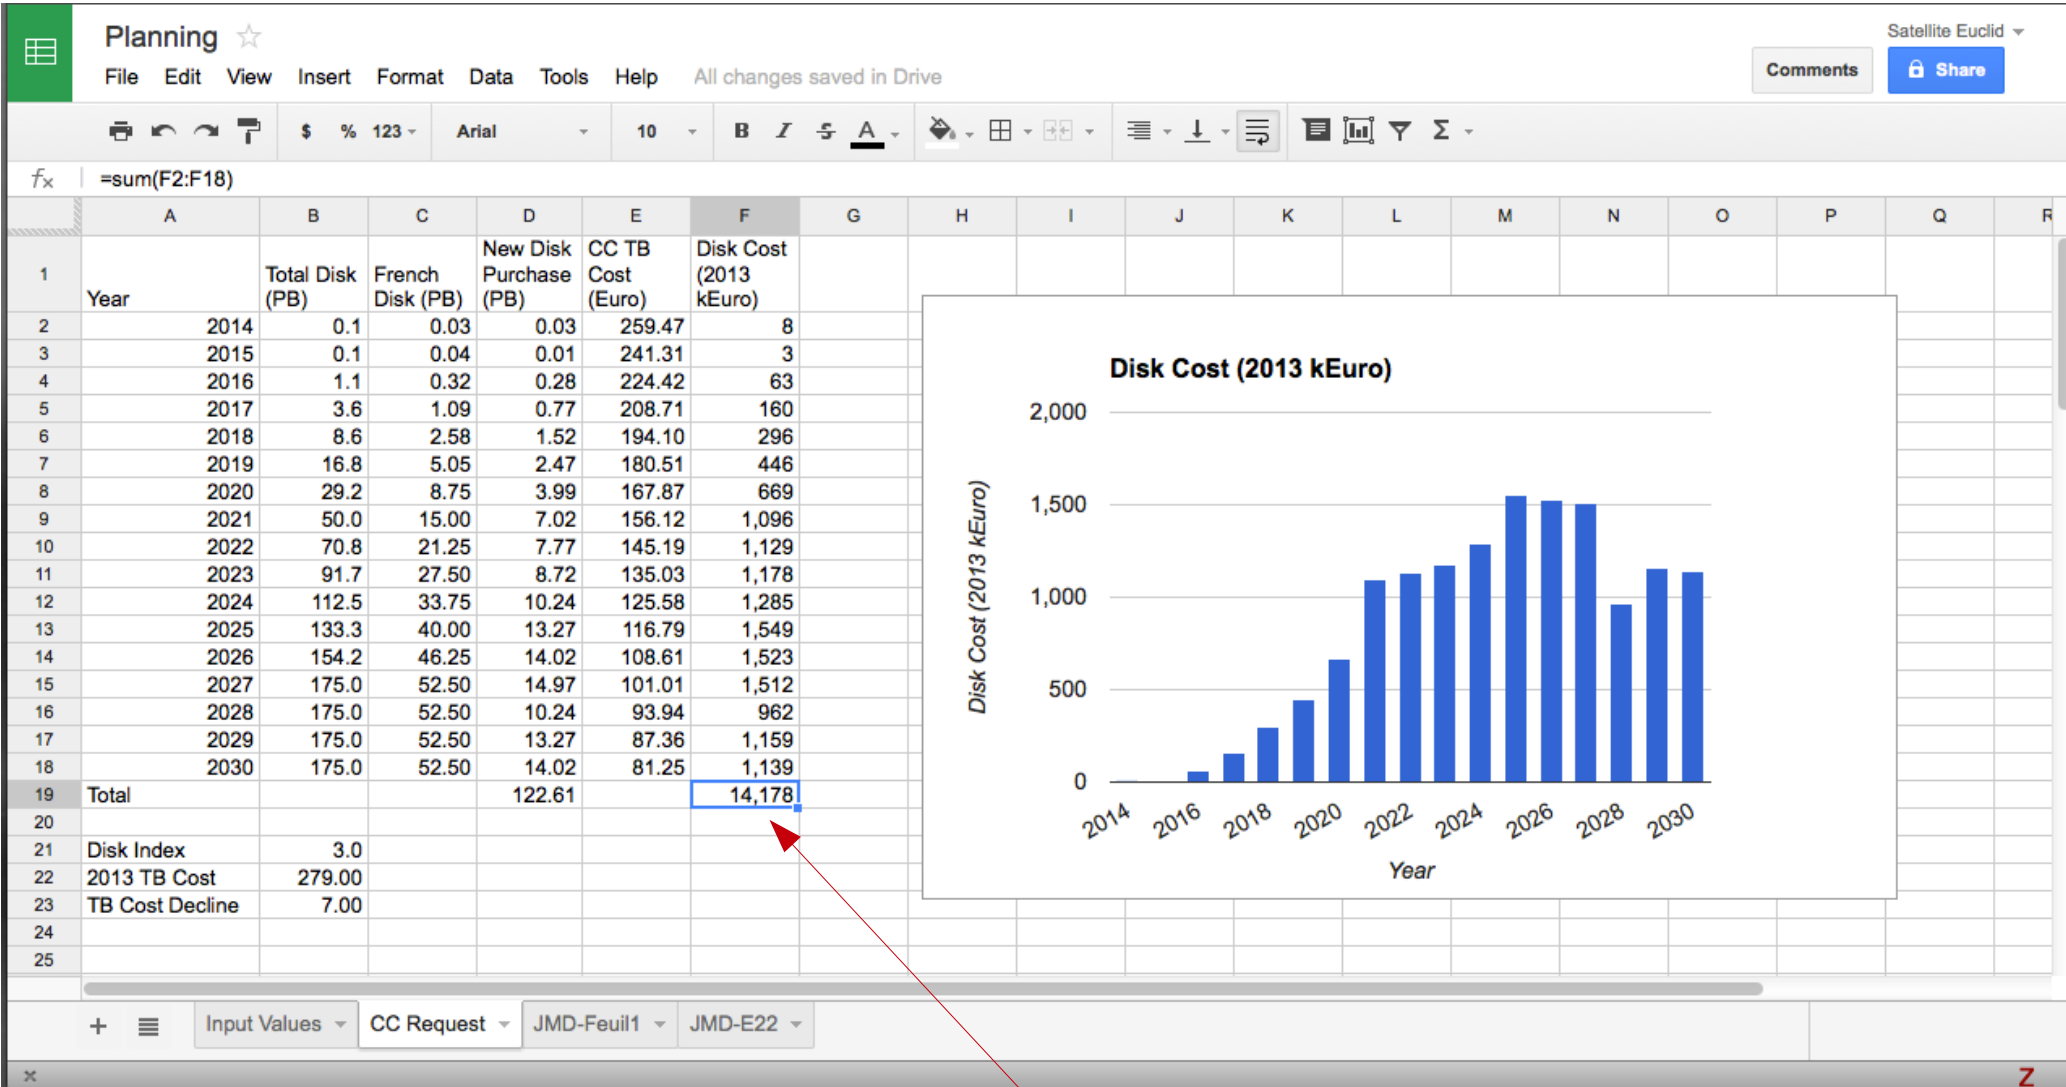 Planning
Satellite Euclid
File Edit View Insert Format Data Tools Help All changes saved in Drive
Comments Share
$ % 123 Arial 10 B I S A Σ
fx =sum(F2:F18)
A B C D E F G H I J K L M N O P Q R
1 Year Total Disk (PB) French Disk (PB) New Disk Purchase (PB) CC TB Cost (Euro) Disk Cost (2013 kEuro)
2 2014 0.1 0.03 0.03 259.47 8
3 2015 0.1 0.04 0.01 241.31 3
4 2016 1.1 0.32 0.28 224.42 63
5 2017 3.6 1.09 0.77 208.71 160
6 2018 8.6 2.58 1.52 194.10 296
7 2019 16.8 5.05 2.47 180.51 446
8 2020 29.2 8.75 3.99 167.87 669
9 2021 50.0 15.00 7.02 156.12 1,096
10 2022 70.8 21.25 7.77 145.19 1,129
11 2023 91.7 27.50 8.72 135.03 1,178
12 2024 112.5 33.75 10.24 125.58 1,285
13 2025 133.3 40.00 13.27 116.79 1,549
14 2026 154.2 46.25 14.02 108.61 1,523
15 2027 175.0 52.50 14.97 101.01 1,512
16 2028 175.0 52.50 10.24 93.94 962
17 2029 175.0 52.50 13.27 87.36 1,159
18 2030 175.0 52.50 14.02 81.25 1,139
19 Total 122.61 14,178
20
21 Disk Index 3.0
22 2013 TB Cost 279.00
23 TB Cost Decline 7.00
24
25
Disk Cost (2013 kEuro)
Disk Cost (2013 kEuro)
2,000
1,500
1,000
500
0
2014 2016 2018 2020 2022 2024 2026 2028 2030
Year
+ Input Values CC Request JMD-Feuil1 JMD-E22
× Z